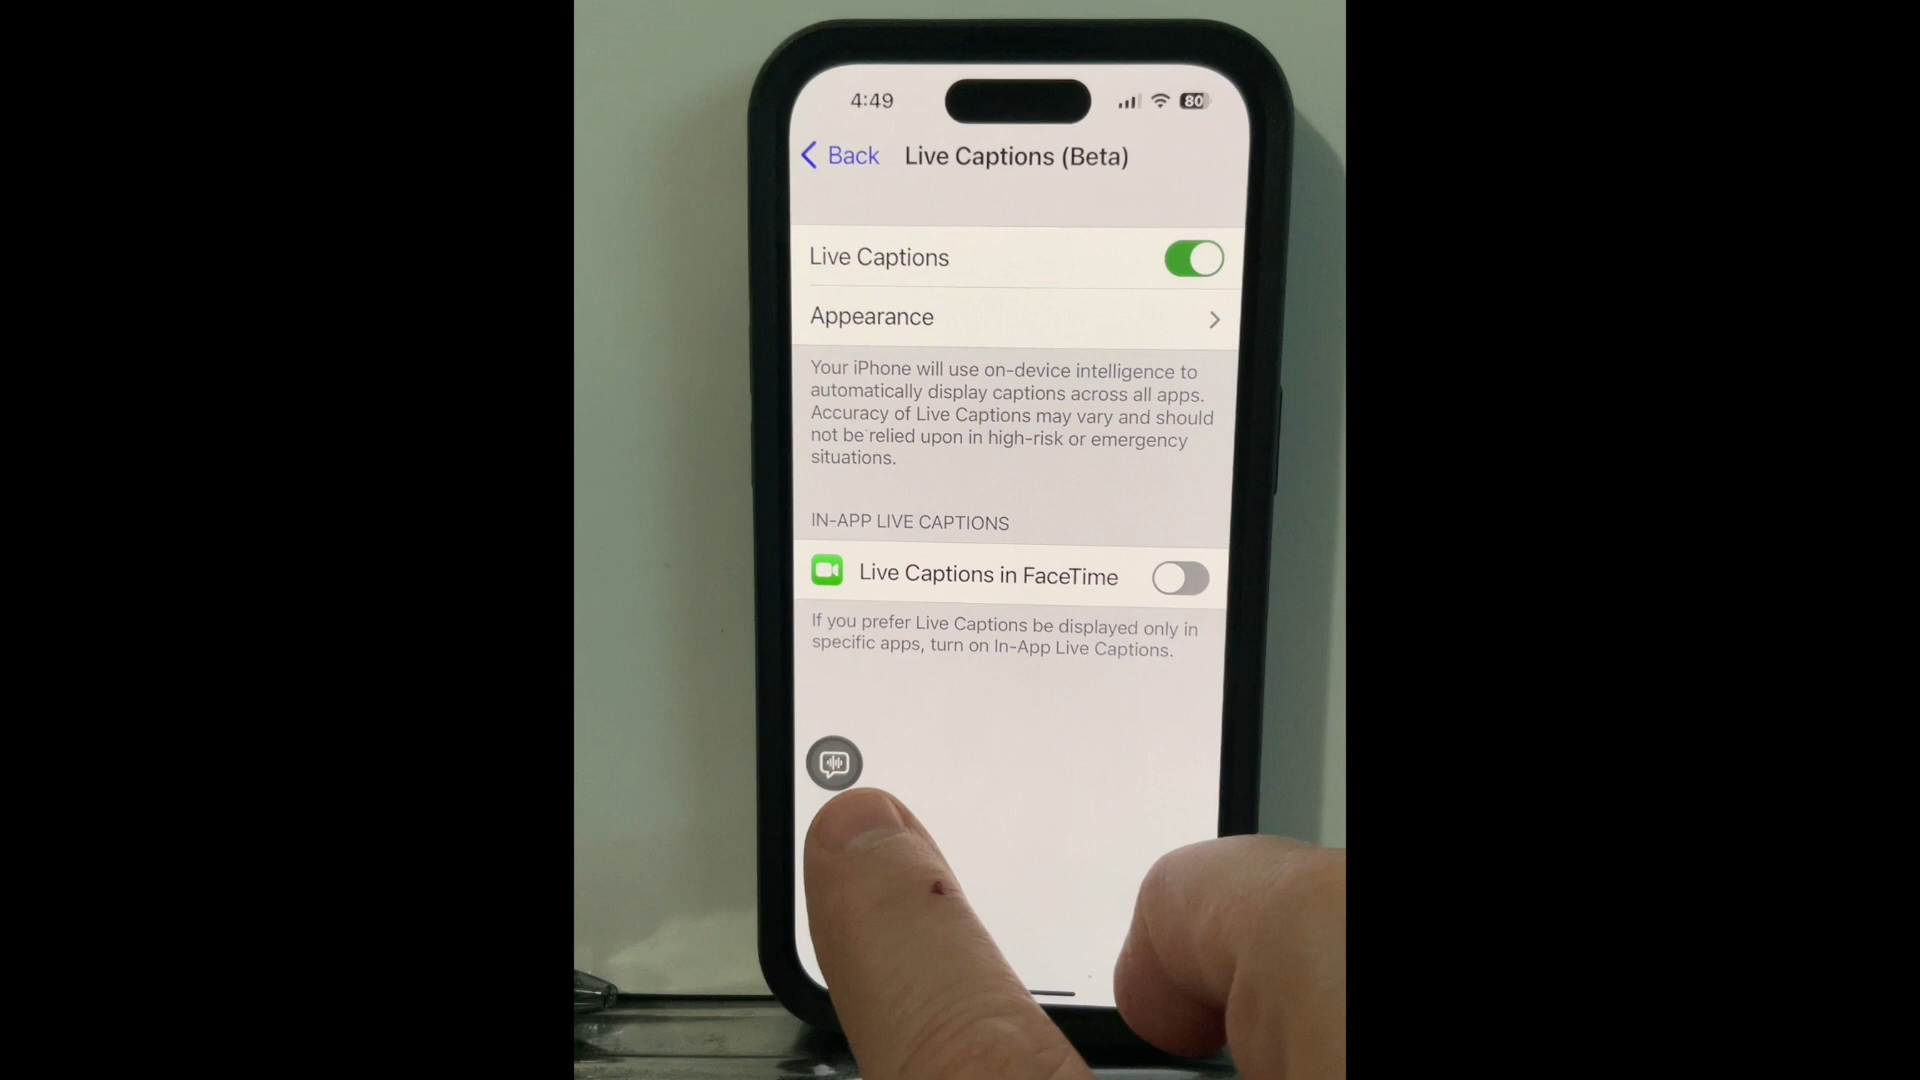 4:49
80
Back
Live Captions (Beta)
Live Captions
Appearance
Your iPhone will use on-device intelligence to
automatically display captions across all apps.
Accuracy of Live Captions may vary and should
not be relied upon in high-risk or emergency
situations.
IN-APP LIVE CAPTIONS
Live Captions in FaceTime
If you prefer Live Captions be displayed only in
specific apps, turn on In-App Live Captions.